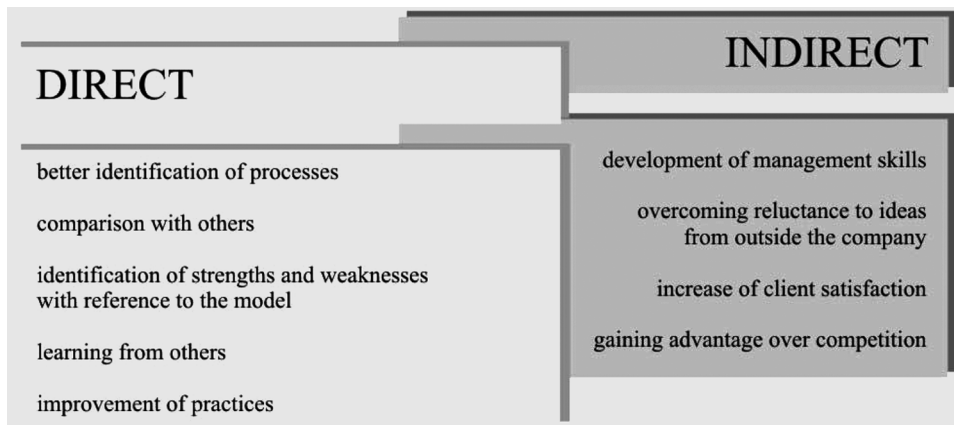 DIRECT
better identification of processes
comparison with others
identification of strengths and weaknesses
with reference to the model
learning from others
improvement of practices
INDIRECT
development of management skills
overcoming reluctance to ideas
from outside the company
increase of client satisfaction
gaining advantage over competition